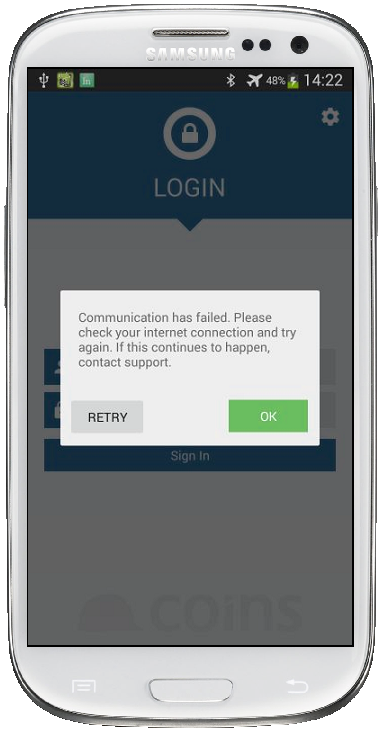 SAMSUNG
48% 14:22
LOGIN
Communication has failed. Please
check your internet connection and try
again. If this continues to happen,
contact support.
RETRY
OK
Sign In
coins